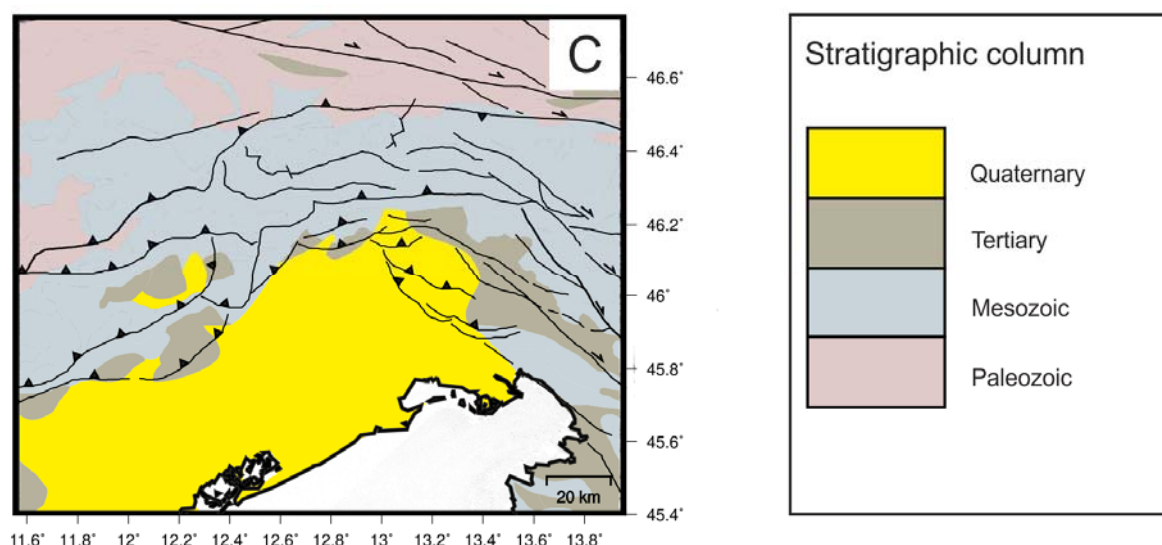 C
46.6°
46.4°
46.2°
46°
45.8°
45.6°
45.4°
20 km
11.6° 11.8° 12° 12.2° 12.4° 12.6° 12.8° 13° 13.2° 13.4° 13.6° 13.8°
Stratigraphic column
Quaternary
Tertiary
Mesozoic
Paleozoic